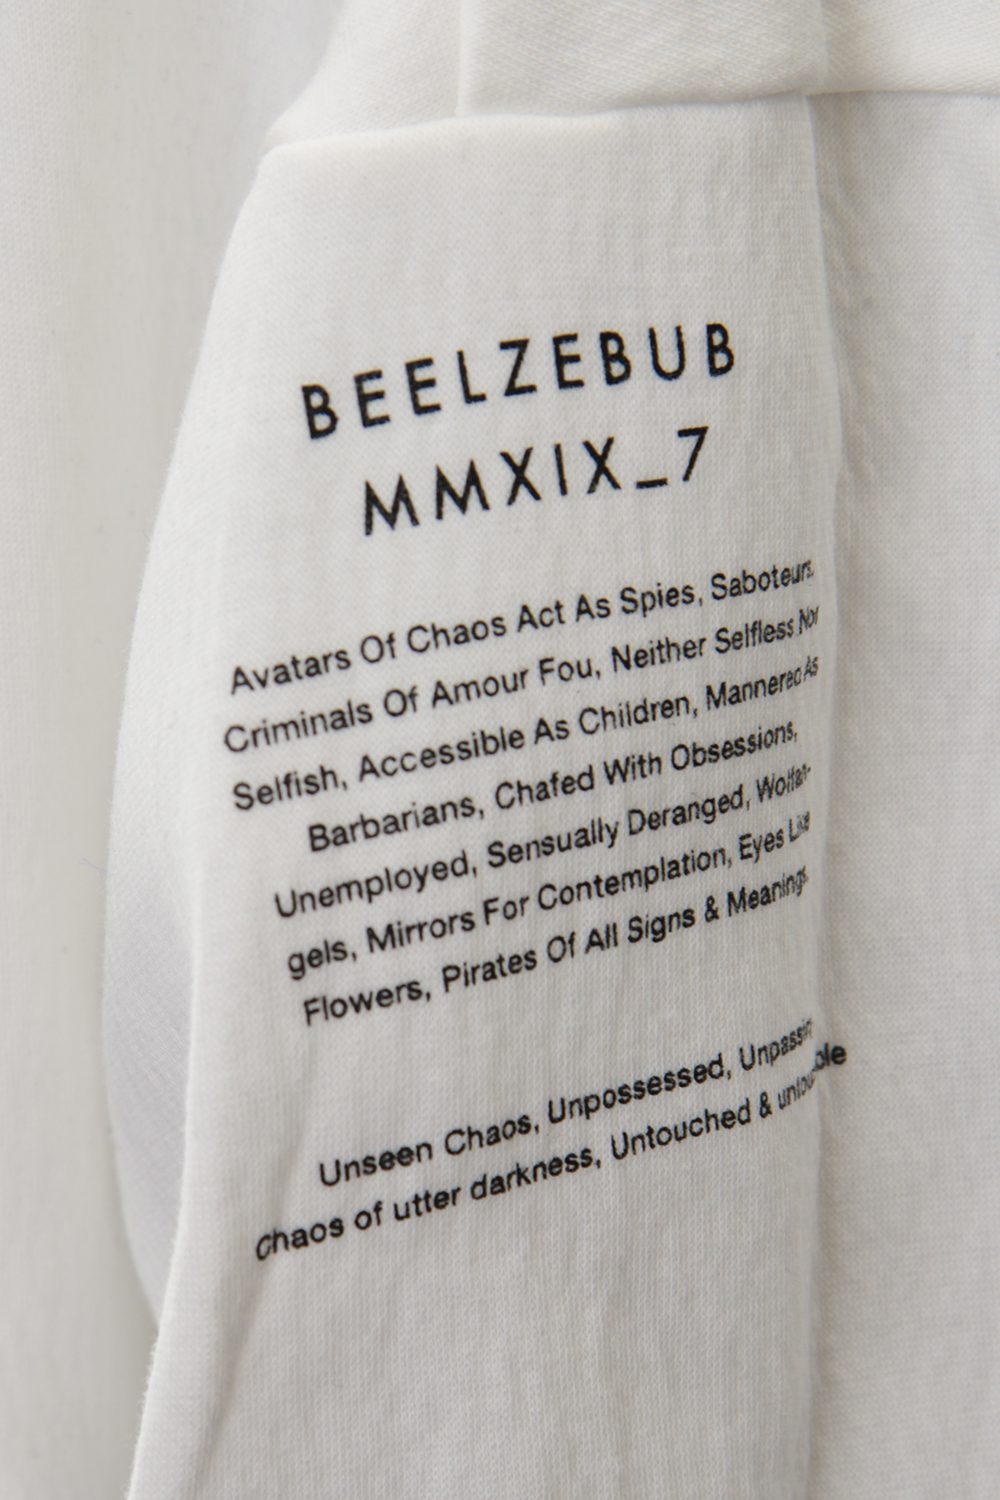 BEELZEBUB
MMXIX_7
Avatars Of Chaos Act As Spies, Saboteurs,
Criminals Of Amour Fou, Neither Selfless Nor
Selfish, Accessible As Children, Mannered As
Barbarians, Chafed With Obsessions,
Unemployed, Sensually Deranged,
gels, Mirrors For Contemplation, Eyes Like
Flowers, Pirates Of All Signs & Meanings
Unseen Chaos, Unpossessed,
Chaos of utter darkness, Untouched &